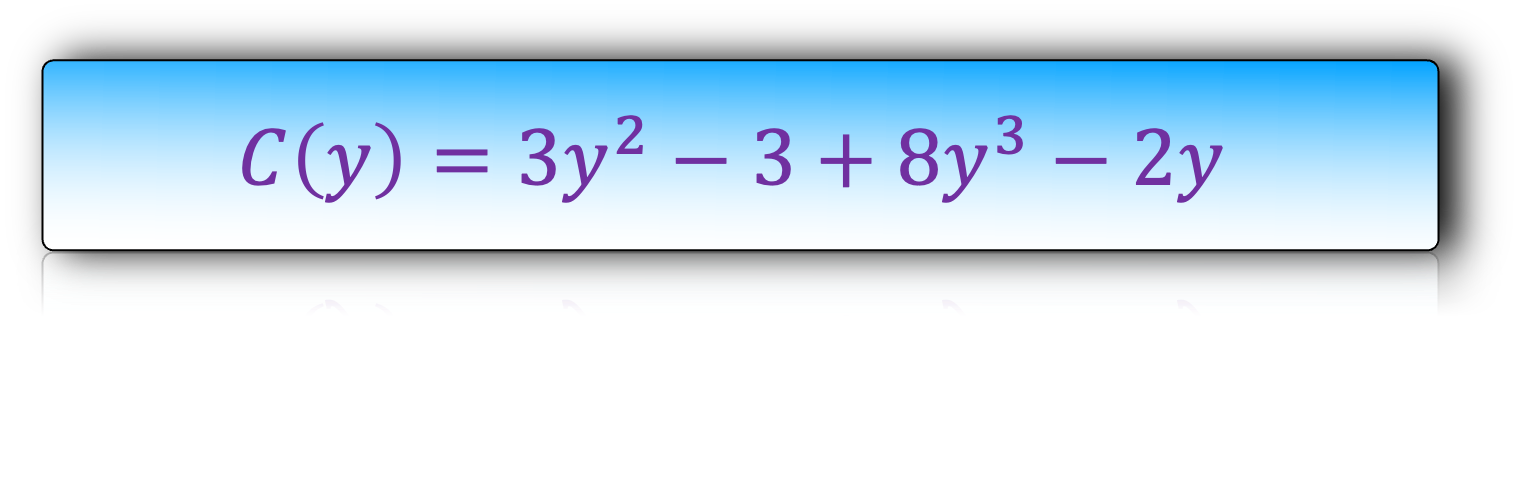 C(y) = 3y² − 3 + 8y³ − 2y